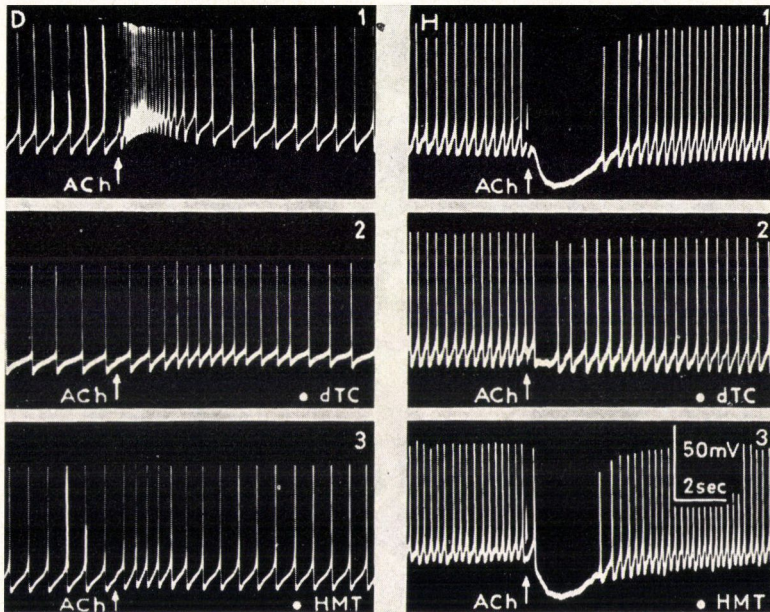 D 1
ACh
2
ACh • dTC
3
ACh • HMT
H 1
ACh
2
ACh • dTC
3
50mV
2sec
ACh • HMT